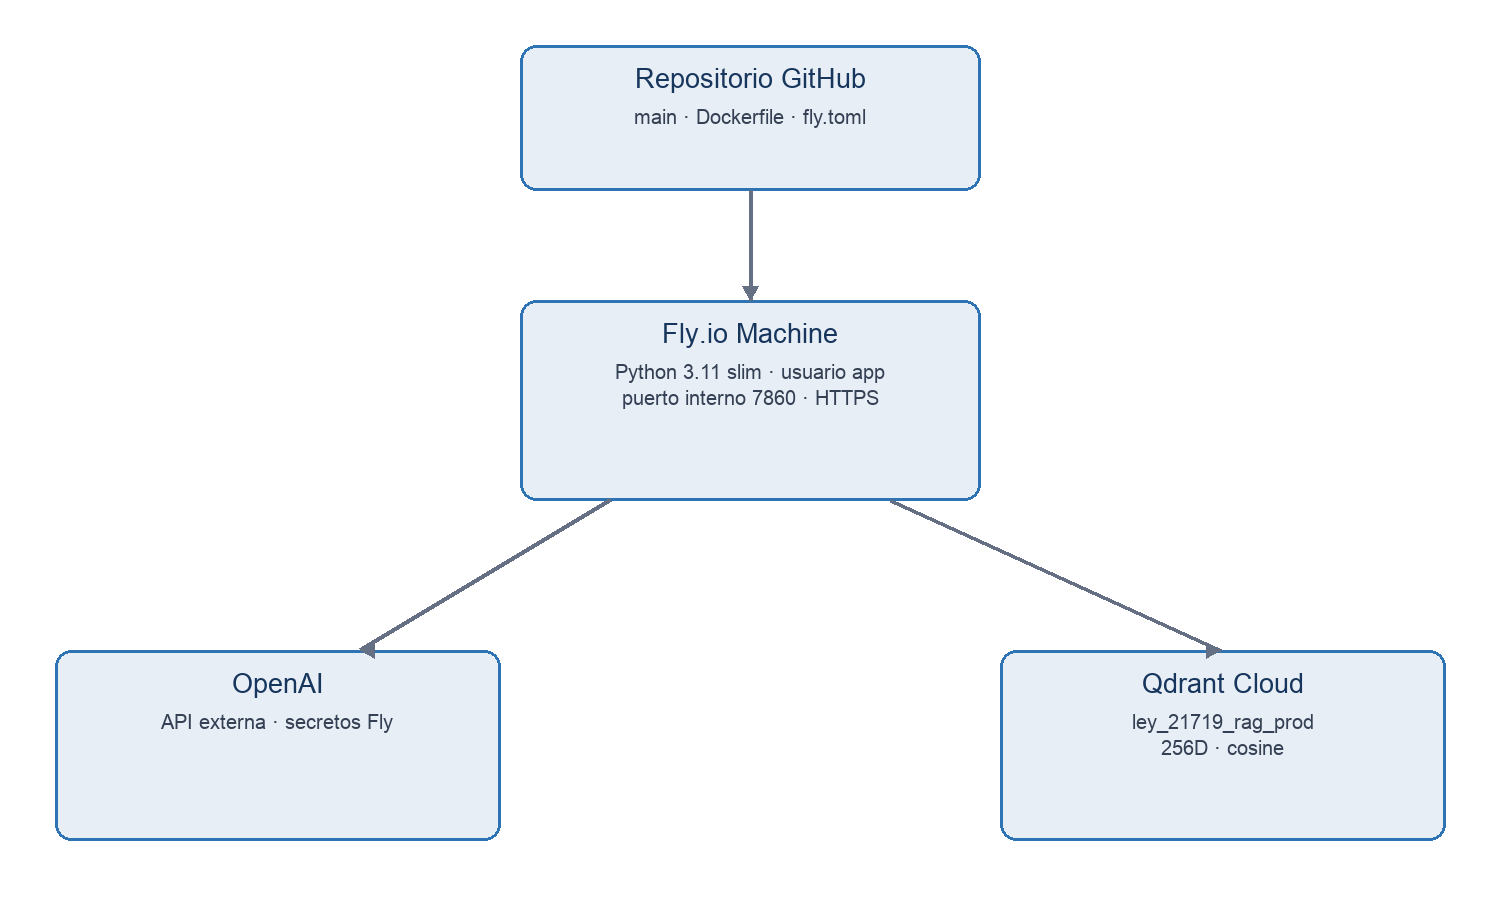 Repositorio GitHub
main · Dockerfile · fly.toml
Fly.io Machine
Python 3.11 slim · usuario app
puerto interno 7860 · HTTPS
OpenAI
API externa · secretos Fly
Qdrant Cloud
ley_21719_rag_prod
256D · cosine